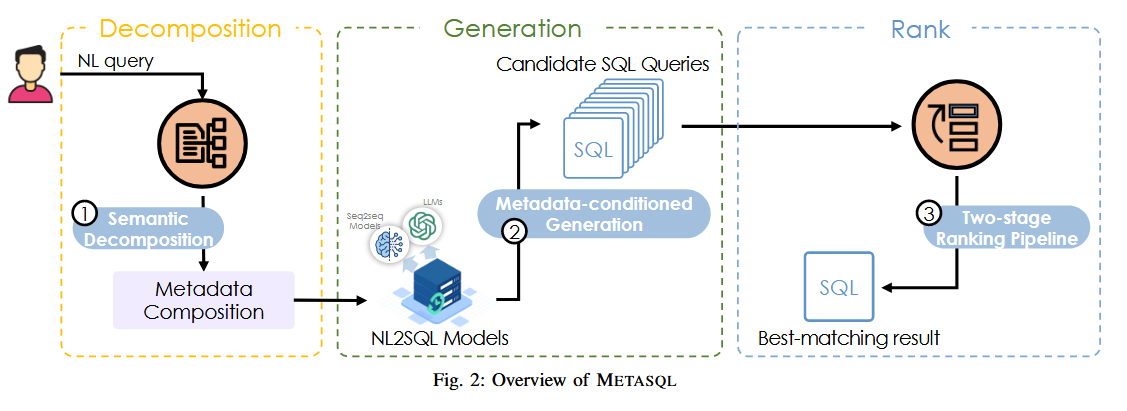 Decomposition
NL query
1
Semantic
Decomposition
Metadata
Composition
Generation
Candidate SQL Queries
SQL
Metadata-conditioned
Generation
2
LLMs
Seq2seq
Models
NL2SQL Models
Rank
3
Two-stage
Ranking Pipeline
SQL
Best-matching result
Fig. 2: Overview of METASQL